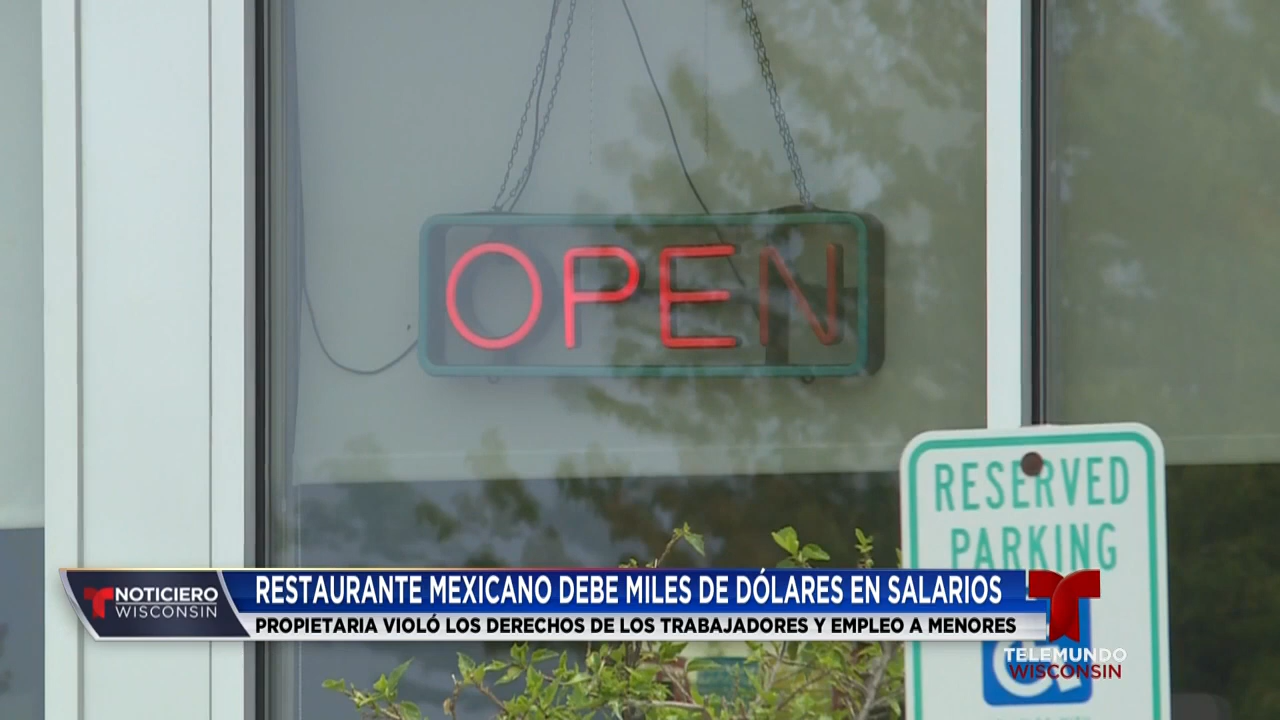 OPEN
RESERVED
PARKING
NOTICIERO
WISCONSIN
RESTAURANTE MEXICANO DEBE MILES DE DÓLARES EN SALARIOS
PROPIETARIA VIOLÓ LOS DERECHOS DE LOS TRABAJADORES Y EMPLEO A MENORES
TELEMUNDO
WISCONSIN